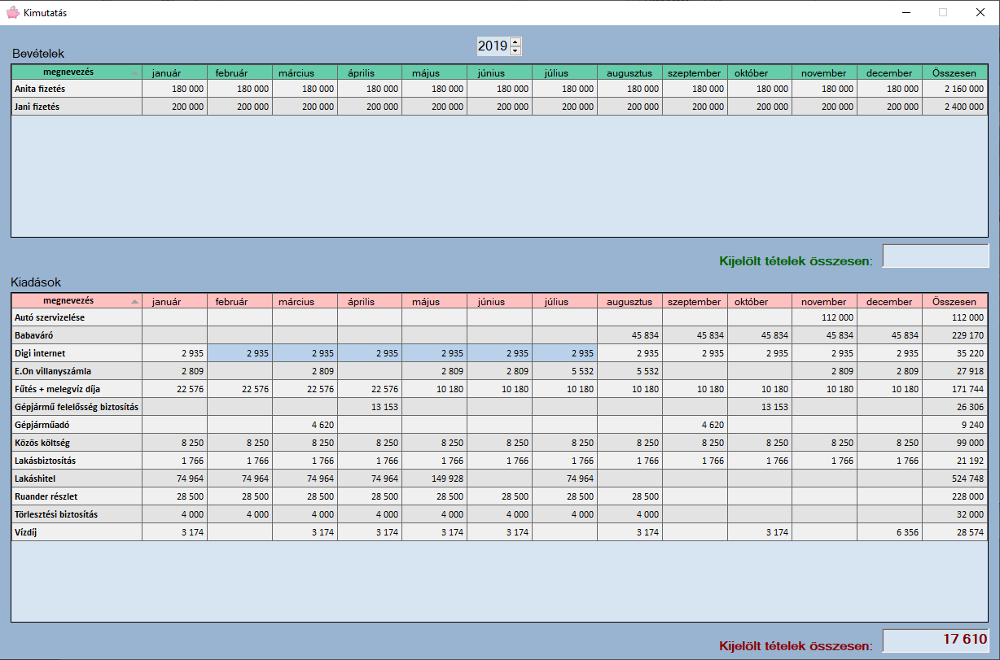 Kimutatás
2019
Bevételek
megnevezés január február március április május június július augusztus szeptember október november december Összesen
Anita fizetés 180 000 180 000 180 000 180 000 180 000 180 000 180 000 180 000 180 000 180 000 180 000 180 000 2 160 000
Jani fizetés 200 000 200 000 200 000 200 000 200 000 200 000 200 000 200 000 200 000 200 000 200 000 200 000 2 400 000
Kijelölt tételek összesen:
Kiadások
megnevezés január február március április május június július augusztus szeptember október november december Összesen
Autó szervizelése 112 000 112 000
Babaváró 45 834 45 834 45 834 45 834 45 834 229 170
Digi internet 2 935 2 935 2 935 2 935 2 935 2 935 2 935 2 935 2 935 2 935 2 935 2 935 35 220
E.On villanyszámla 2 809 2 809 2 809 2 809 5 532 5 532 2 809 2 809 27 918
Fűtés + melegvíz díja 22 576 22 576 22 576 22 576 10 180 10 180 10 180 10 180 10 180 10 180 10 180 10 180 171 744
Gépjármű felelősség biztosítás 13 153 13 153 26 306
Gépjárműadó 4 620 4 620 9 240
Közös költség 8 250 8 250 8 250 8 250 8 250 8 250 8 250 8 250 8 250 8 250 8 250 8 250 99 000
Lakásbiztosítás 1 766 1 766 1 766 1 766 1 766 1 766 1 766 1 766 1 766 1 766 1 766 1 766 21 192
Lakáshitel 74 964 74 964 74 964 74 964 149 928 74 964 524 748
Ruander részlet 28 500 28 500 28 500 28 500 28 500 28 500 28 500 28 500 228 000
Törlesztési biztosítás 4 000 4 000 4 000 4 000 4 000 4 000 4 000 4 000 32 000
Vízdíj 3 174 3 174 3 174 3 174 3 174 3 174 3 174 6 356 28 574
Kijelölt tételek összesen: 17 610